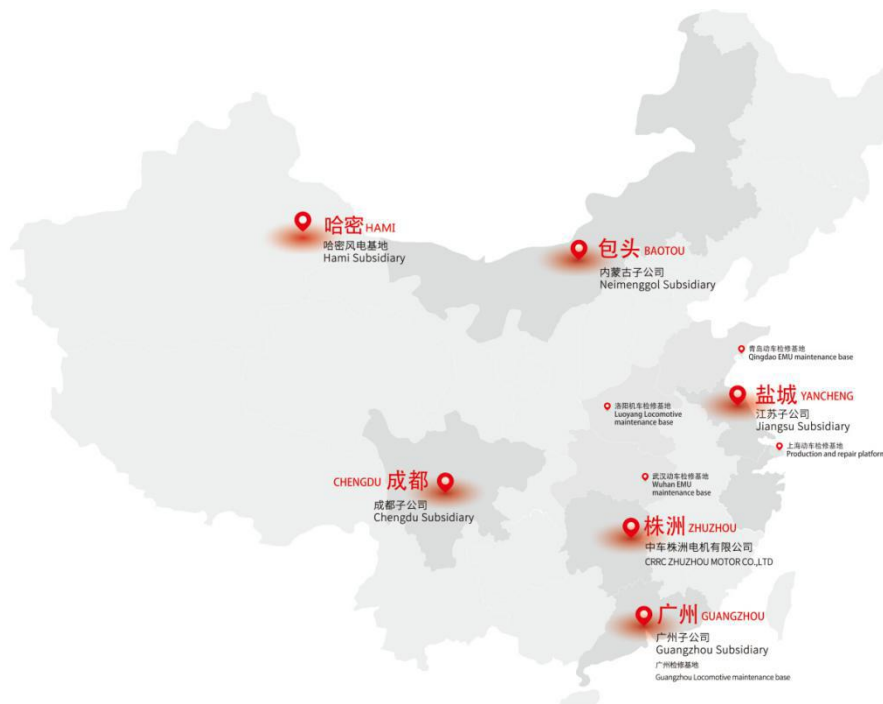 哈密 HAMI
哈密风电基地
Hami Subsidiary
包头 BAOTOU
内蒙古子公司
Neimenggol Subsidiary
青岛动车检修基地
Qingdao EMU maintenance base
盐城 YANCHENG
江苏子公司
Jiangsu Subsidiary
洛阳机车检修基地
Luoyang Locomotive
maintenance base
上海动车检修基地
Production and repair platform
CHENGDU 成都
成都子公司
Chengdu Subsidiary
武汉动车检修基地
Wuhan EMU
maintenance base
株洲 ZHUZHOU
中车株洲电机有限公司
CRRC ZHUZHOU MOTOR CO.,LTD
广州 GUANGZHOU
广州子公司
Guangzhou Subsidiary
广州检修基地
Guangzhou Locomotive maintenance base